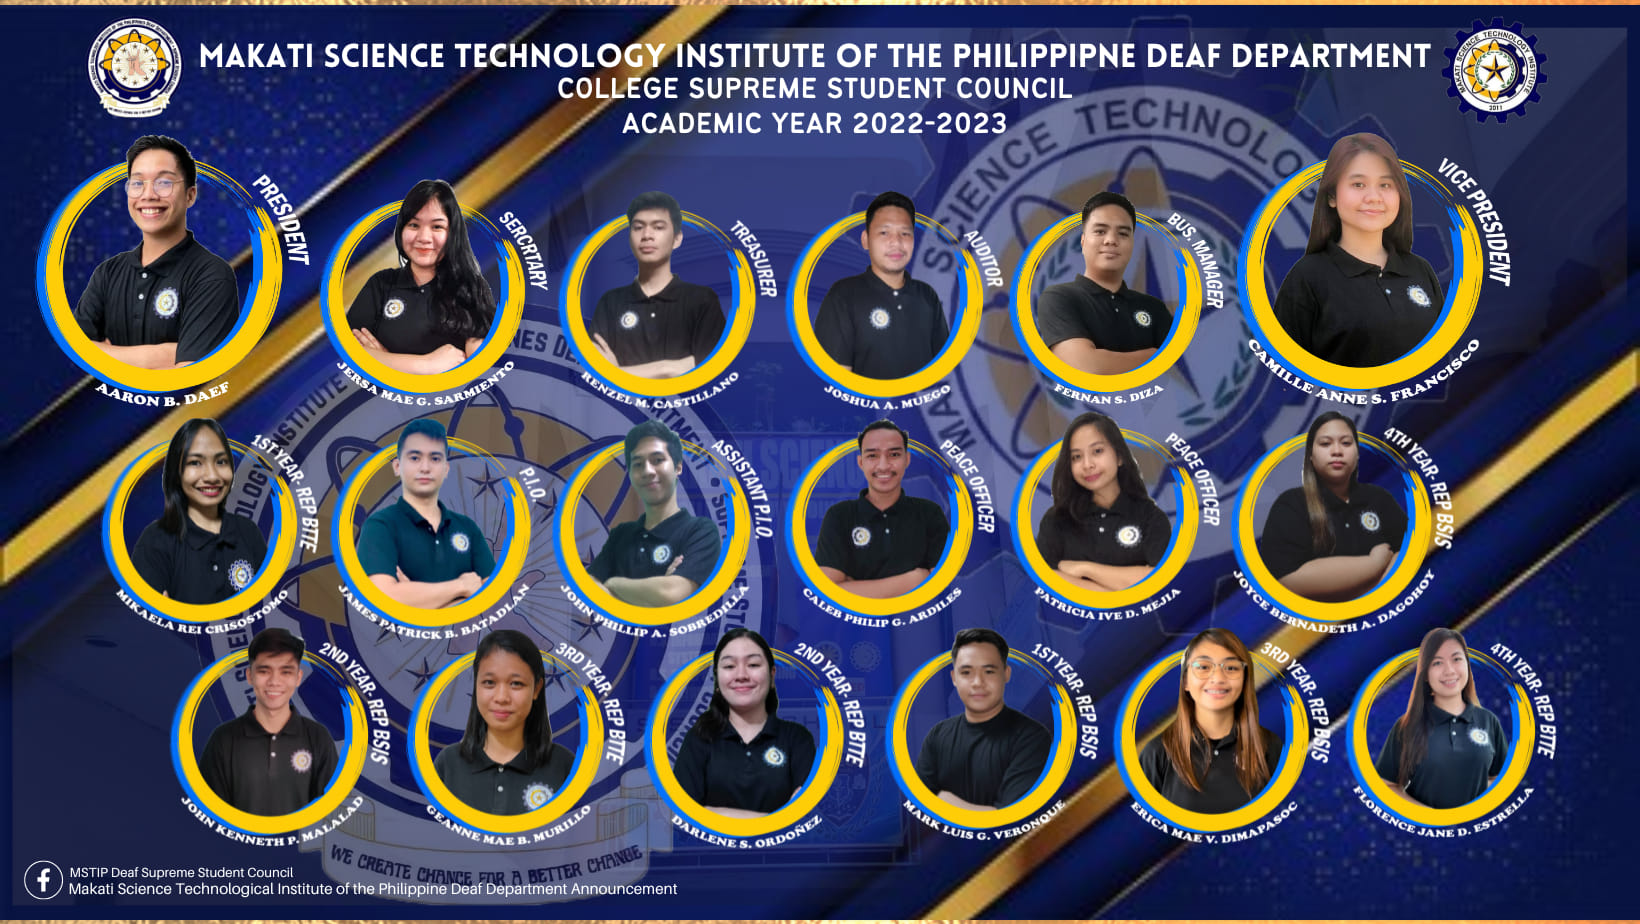 MAKATI SCIENCE TECHNOLOGY INSTITUTE OF THE PHILIPPIPNE DEAF DEPARTMENT
COLLEGE SUPREME STUDENT COUNCIL
ACADEMIC YEAR 2022-2023
MAKATI SCIENCE TECHNOLOGY INSTITUTE
2011
PRESIDENT
AARON B. DAEF
SERCRTARY
JERSA MAE G. SARMIENTO
TREASURER
RENZEL M. CASTILLANO
AUDITOR
JOSHUA A. MUEGO
BUS. MANAGER
FERNAN S. DIZA
VICE PRESIDENT
CAMILLE ANNE S. FRANCISCO
1ST YEAR- REP BTTE
MIKAELA REI CRISOSTOMO
P.I.O.
JAMES PATRICK B. BATADLAN
ASSISTANT P.I.O.
JOHN PHILLIP A. SOBREDILLA
PEACE OFFICER
CALEB PHILIP G. ARDILES
PEACE OFFICER
PATRICIA IVE D. MEJIA
4TH YEAR- REP BSIS
JOYCE BERNADETH A. DAGOHOY
2ND YEAR- REP BSIS
JOHN KENNETH P. MALALAD
3RD YEAR- REP BTTE
GEANNE MAE B. MURILLO
2ND YEAR- REP BTTE
DARLENE S. ORDOÑEZ
1ST YEAR- REP BSIS
MARK LUIS G. VERONQUE
3RD YEAR- REP BSIS
ERICA MAE V. DIMAPASOC
4TH YEAR- REP BTTE
FLORENCE JANE D. ESTRELLA
WE CREATE CHANGE FOR A BETTER CHANGE
MSTIP Deaf Supreme Student Council
Makati Science Technological Institute of the Philippine Deaf Department Announcement